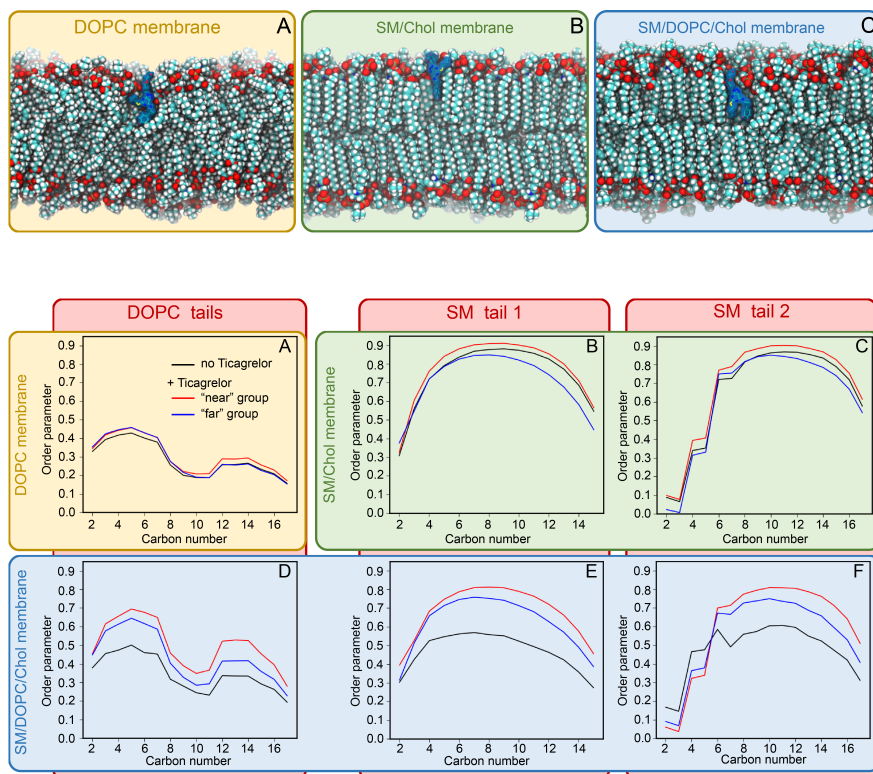 DOPC membrane
A
SM/Chol membrane
B
SM/DOPC/Chol membrane
C
DOPC tails
SM tail 1
SM tail 2
DOPC membrane
Order parameter
0.9
0.8
0.7
0.6
0.5
0.4
0.3
0.2
0.1
0.0
A
no Ticagrelor
+ Ticagrelor
“near” group
“far” group
2 4 6 8 10 12 14 16
Carbon number
SM/Chol membrane
Order parameter
0.9
0.8
0.7
0.6
0.5
0.4
0.3
0.2
0.1
0.0
B
2 4 6 8 10 12 14
Carbon number
Order parameter
0.9
0.8
0.7
0.6
0.5
0.4
0.3
0.2
0.1
0.0
C
2 4 6 8 10 12 14 16
Carbon number
SM/DOPC/Chol membrane
Order parameter
0.9
0.8
0.7
0.6
0.5
0.4
0.3
0.2
0.1
0.0
D
2 4 6 8 10 12 14 16
Carbon number
Order parameter
0.9
0.8
0.7
0.6
0.5
0.4
0.3
0.2
0.1
0.0
E
2 4 6 8 10 12 14
Carbon number
Order parameter
0.9
0.8
0.7
0.6
0.5
0.4
0.3
0.2
0.1
0.0
F
2 4 6 8 10 12 14 16
Carbon number